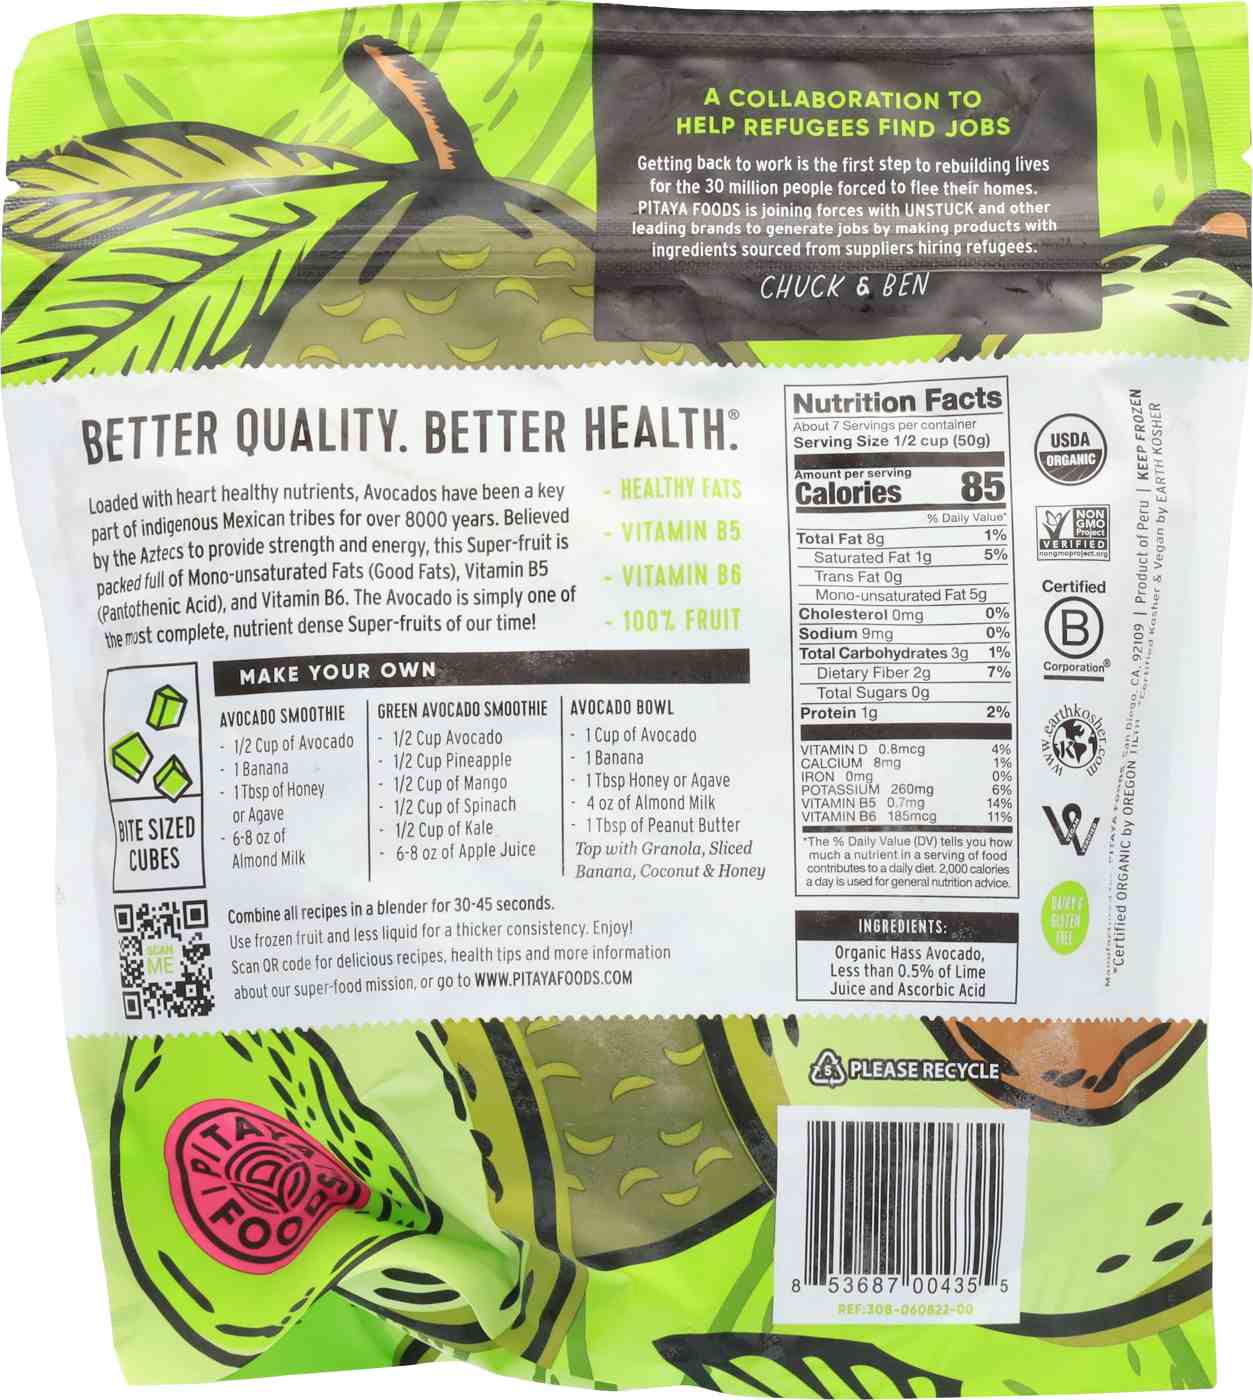 A COLLABORATION TO
HELP REFUGEES FIND JOBS
Getting back to work is the first step to rebuilding lives
for the 30 million people forced to flee their homes.
PITAYA FOODS is joining forces with UNSTUCK and other
leading brands to generate jobs by making products with
ingredients sourced from suppliers hiring refugees.
CHUCK & BEN
BETTER QUALITY. BETTER HEALTH.®
Loaded with heart healthy nutrients, Avocados have been a key
part of indigenous Mexican tribes for over 8000 years. Believed
by the Aztecs to provide strength and energy, this Super-fruit is
packed full of Mono-unsaturated Fats (Good Fats), Vitamin B5
(Pantothenic Acid), and Vitamin B6. The Avocado is simply one of
the most complete, nutrient dense Super-fruits of our time!
- HEALTHY FATS
- VITAMIN B5
- VITAMIN B6
- 100% FRUIT
BITE SIZED
CUBES
MAKE YOUR OWN
AVOCADO SMOOTHIE
- 1/2 Cup of Avocado
- 1 Banana
- 1 Tbsp of Honey
or Agave
- 6-8 oz of
Almond Milk
GREEN AVOCADO SMOOTHIE
- 1/2 Cup Avocado
- 1/2 Cup Pineapple
- 1/2 Cup of Mango
- 1/2 Cup of Spinach
- 1/2 Cup of Kale
- 6-8 oz of Apple Juice
AVOCADO BOWL
- 1 Cup of Avocado
- 1 Banana
- 1 Tbsp Honey or Agave
- 4 oz of Almond Milk
- 1 Tbsp of Peanut Butter
Top with Granola, Sliced
Banana, Coconut & Honey
SCAN
ME
Combine all recipes in a blender for 30-45 seconds.
Use frozen fruit and less liquid for a thicker consistency. Enjoy!
Scan QR code for delicious recipes, health tips and more information
about our super-food mission, or go to WWW.PITAYAFOODS.COM
Nutrition Facts
About 7 Servings per container
Serving Size 1/2 cup (50g)
Amount per serving
Calories 85
% Daily Value*
Total Fat 8g 1%
Saturated Fat 1g 5%
Trans Fat 0g
Mono-unsaturated Fat 5g
Cholesterol 0mg 0%
Sodium 9mg 0%
Total Carbohydrates 3g 1%
Dietary Fiber 2g 7%
Total Sugars 0g
Protein 1g 2%
VITAMIN D 0.8mcg 4%
CALCIUM 8mg 1%
IRON 0mg 0%
POTASSIUM 260mg 6%
VITAMIN B5 0.7mg 14%
VITAMIN B6 185mcg 11%
*The % Daily Value (DV) tells you how
much a nutrient in a serving of food
contributes to a daily diet. 2,000 calories
a day is used for general nutrition advice.
INGREDIENTS:
Organic Hass Avocado,
Less than 0.5% of Lime
Juice and Ascorbic Acid
USDA
ORGANIC
NON
GMO
Project
VERIFIED
nongmoproject.org
Certified
B
Corporation®
www.earthkosher.com
K
DAIRY &
GLUTEN
FREE
San Diego, CA. 92109 | Product of Peru | KEEP FROZEN
*Certified ORGANIC by OREGON TILTH *Certified Kosher & Vegan by EARTH KOSHER
5
PLEASE RECYCLE
PITAYA
FOODS
8 53687 00435 5
REF:308-060822-00